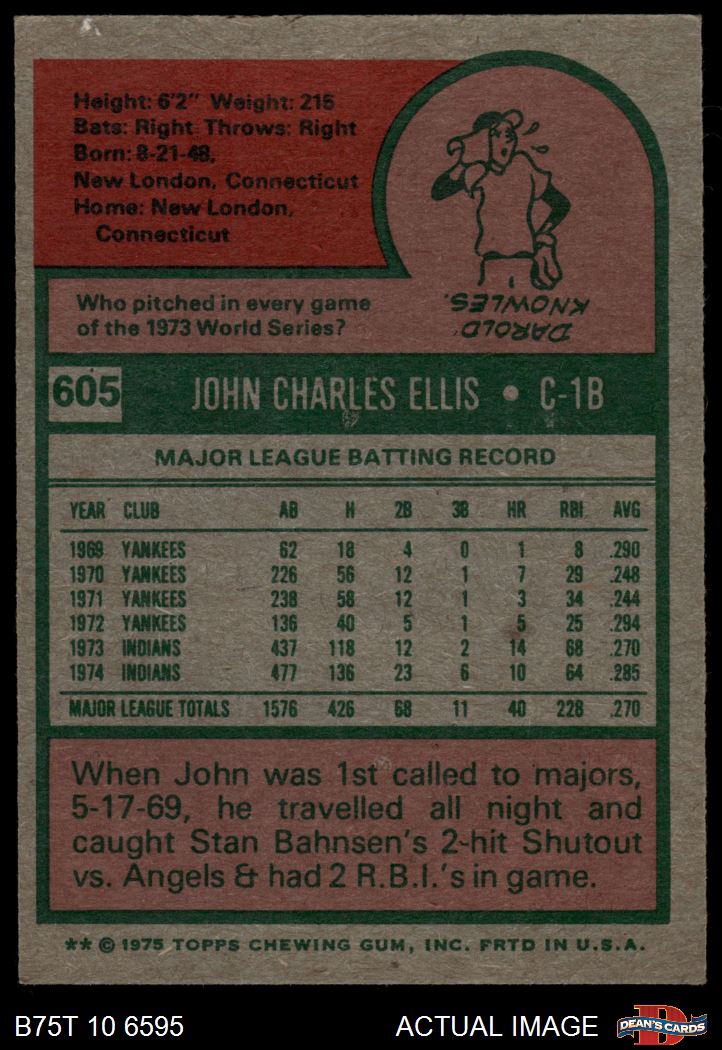 Height: 6'2" Weight: 215
Bats: Right Throws: Right
Born: 8-21-48,
New London, Connecticut
Home: New London,
Connecticut
Who pitched in every game
of the 1973 World Series?
DAROLD
KNOWLES.
605 JOHN CHARLES ELLIS • C-1B
MAJOR LEAGUE BATTING RECORD
YEAR CLUB AB H 2B 3B HR RBI AVG
1969 YANKEES 62 18 4 0 1 8 .290
1970 YANKEES 226 56 12 1 7 29 .248
1971 YANKEES 238 58 12 1 3 34 .244
1972 YANKEES 136 40 5 1 5 25 .294
1973 INDIANS 437 118 12 2 14 68 .270
1974 INDIANS 477 136 23 6 10 64 .285
MAJOR LEAGUE TOTALS 1576 426 68 11 40 228 .270
When John was 1st called to majors,
5-17-69, he travelled all night and
caught Stan Bahnsen's 2-hit Shutout
vs. Angels & had 2 R.B.I.'s in game.
** © 1975 TOPPS CHEWING GUM, INC. PRTD IN U.S.A.
B75T 10 6595 ACTUAL IMAGE
D
DEAN'S CARDS